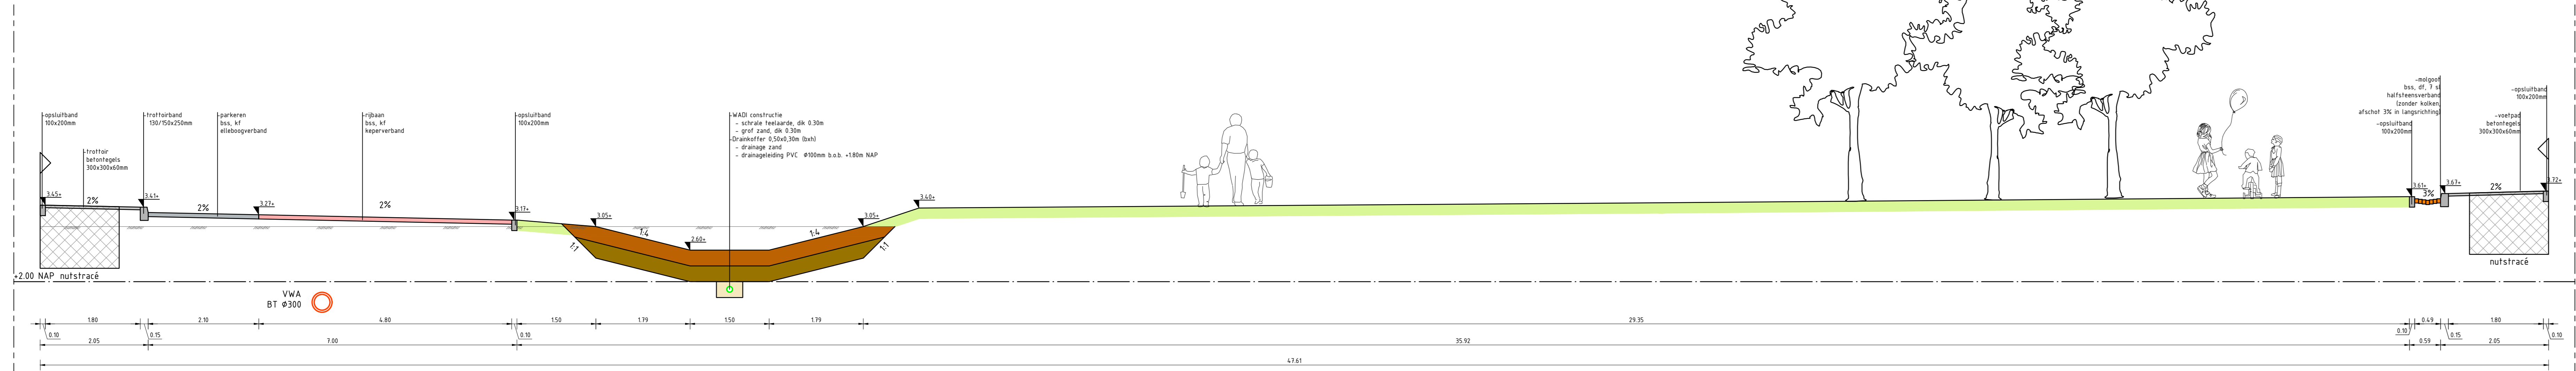 -opsluitband
100x200mm
-trottoir
betontegels
300x300x60mm
-trottoirband
130/150x250mm
-parkeren
bss, kf
elleboogverband
-rijbaan
bss, kf
keperverband
-opsluitband
100x200mm
-WADI constructie
- schrale teelaarde, dik 0.30m
- grof zand, dik 0.30m
-Drainkoffer 0,50x0,30m (bxh)
- drainage zand
- drainageleiding PVC Ø100mm b.o.b. +1.80m NAP
-molgoot
bss, df, 7 st
halfsteensverband
(zonder kolken,
afschot 3% in langsrichting)
-opsluitband
100x200mm
-opsluitband
100x200mm
-voetpad
betontegels
300x300x60mm
3.45+
2%
3.41+
2%
3.27+
2%
3.17+
3.05+
1:4
2.60+
1:4
3.05+
3.40+
3.61+
3%
3.67+
2%
3.72+
1:1
1:1
nutstracé
+2.00 NAP nutstracé
VWA
BT Ø300
1.80
2.10
4.80
1.50
1.79
1.50
1.79
29.35
0.49
1.80
0.10
0.15
0.10
0.10
0.15
0.10
2.05
7.00
35.92
0.59
2.05
47.61